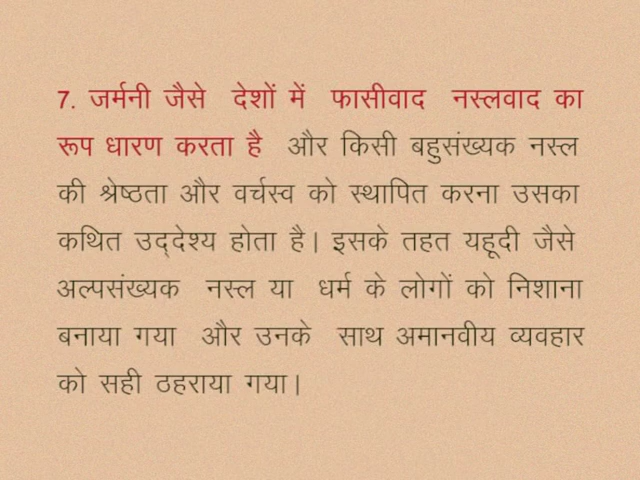 7. जर्मनी जैसे देशों में फासीवाद नस्लवाद का
रूप धारण करता है और किसी बहुसंख्यक नस्ल
की श्रेष्ठता और वर्चस्व को स्थापित करना उसका
कथित उद्देश्य होता है। इसके तहत यहूदी जैसे
अल्पसंख्यक नस्ल या धर्म के लोगों को निशाना
बनाया गया और उनके साथ अमानवीय व्यवहार
को सही ठहराया गया।